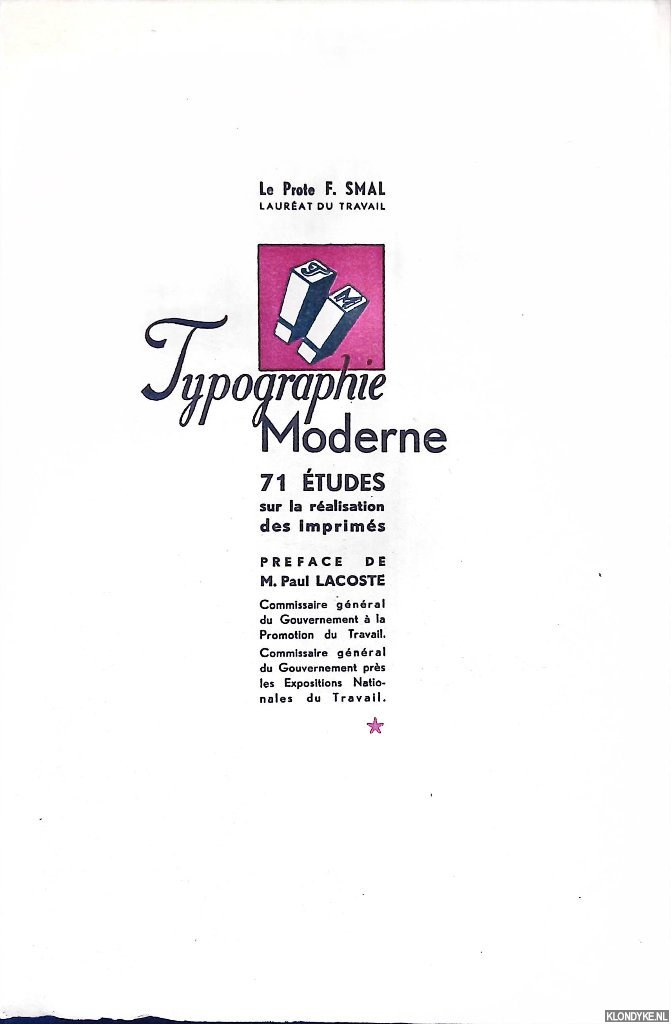 Le Prote F. SMAL
LAURÉAT DU TRAVAIL
T
M
Typographie
Moderne
71 ÉTUDES
sur la réalisation
des imprimés
PREFACE DE
M. Paul LACOSTE
Commissaire général
du Gouvernement à la
Promotion du Travail.
Commissaire général
du Gouvernement près
les Expositions Natio-
nales du Travail.
KLONDYKE.NL